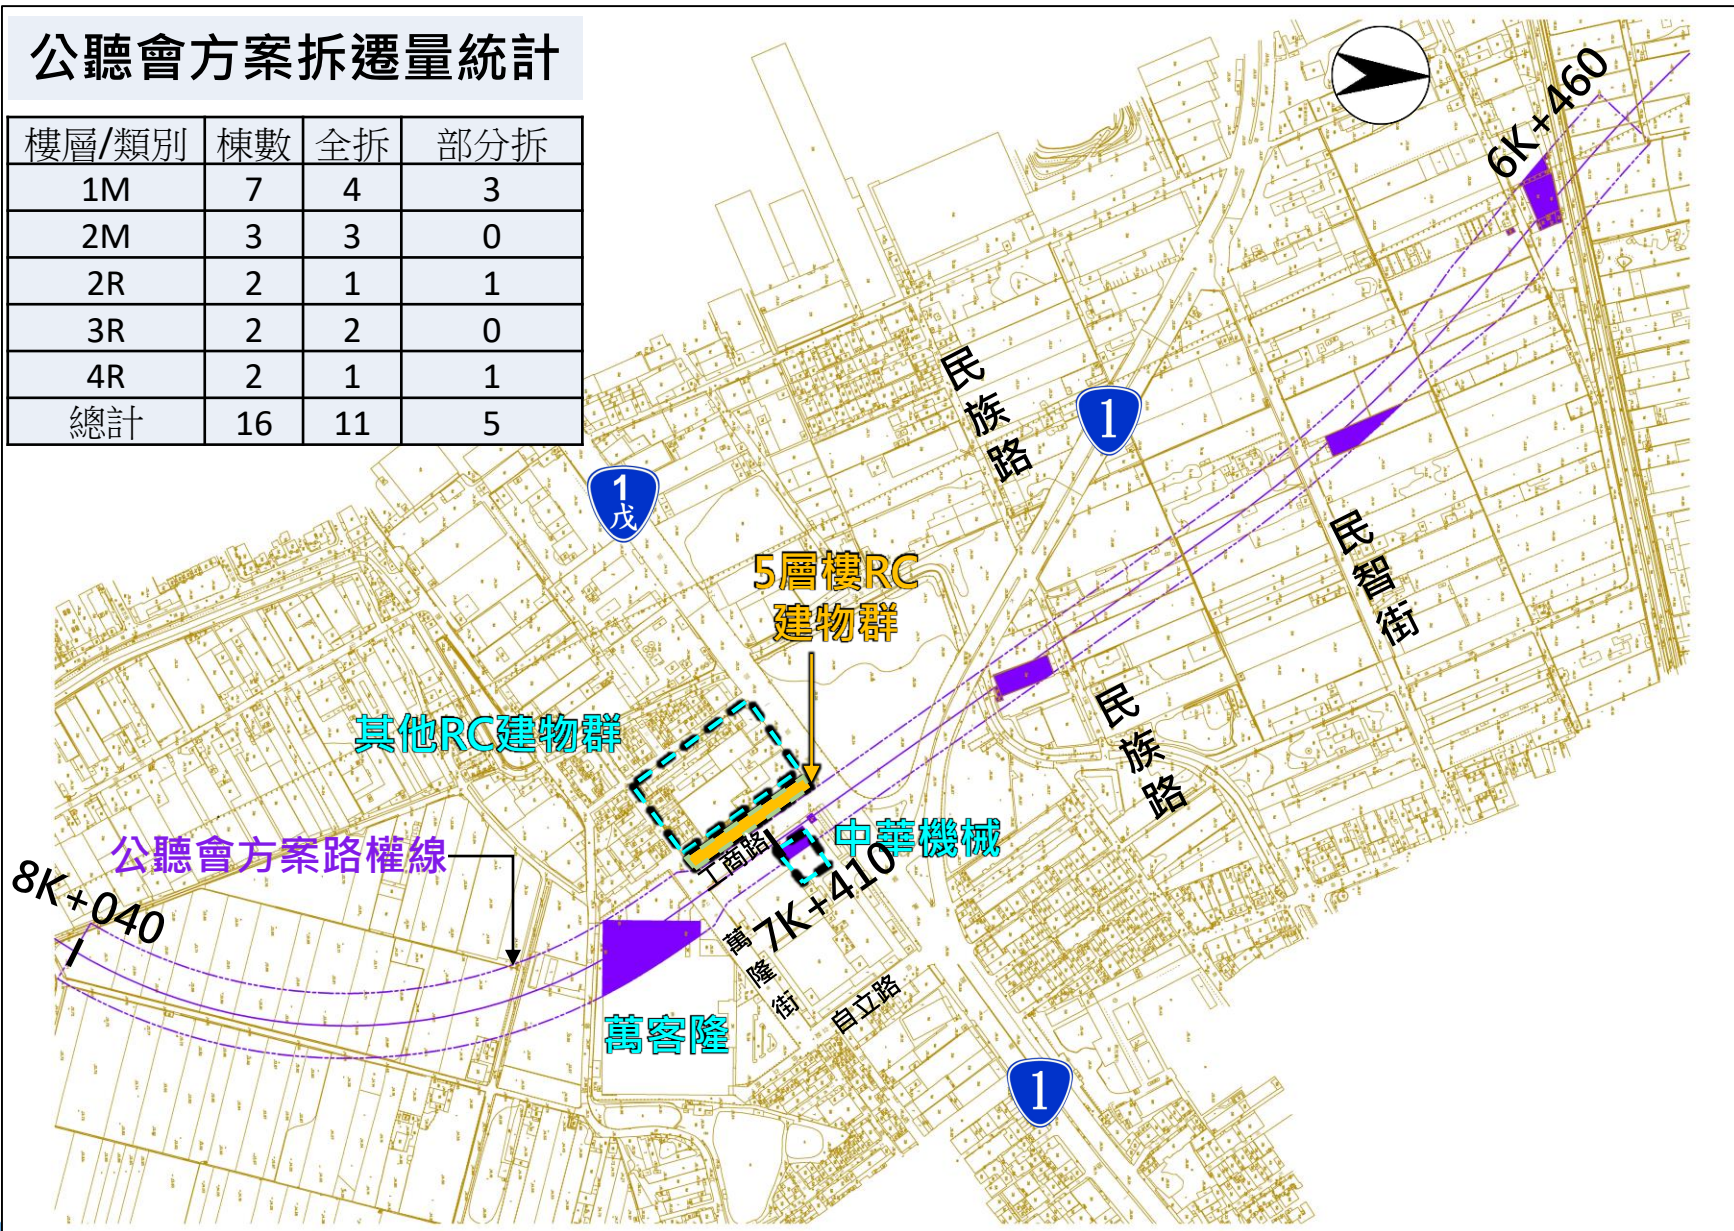 公聽會方案拆遷量統計
樓層/類別 棟數 全拆 部分拆
1M 7 4 3
2M 3 3 0
2R 2 1 1
3R 2 2 0
4R 2 1 1
總計 16 11 5
6K+460
民族路
1
1戊
民智街
5層樓RC
建物群
民族路
其他RC建物群
公聽會方案路權線
工商路
中華機械
8K+040
7K+410
萬隆街
自立路
萬客隆
1